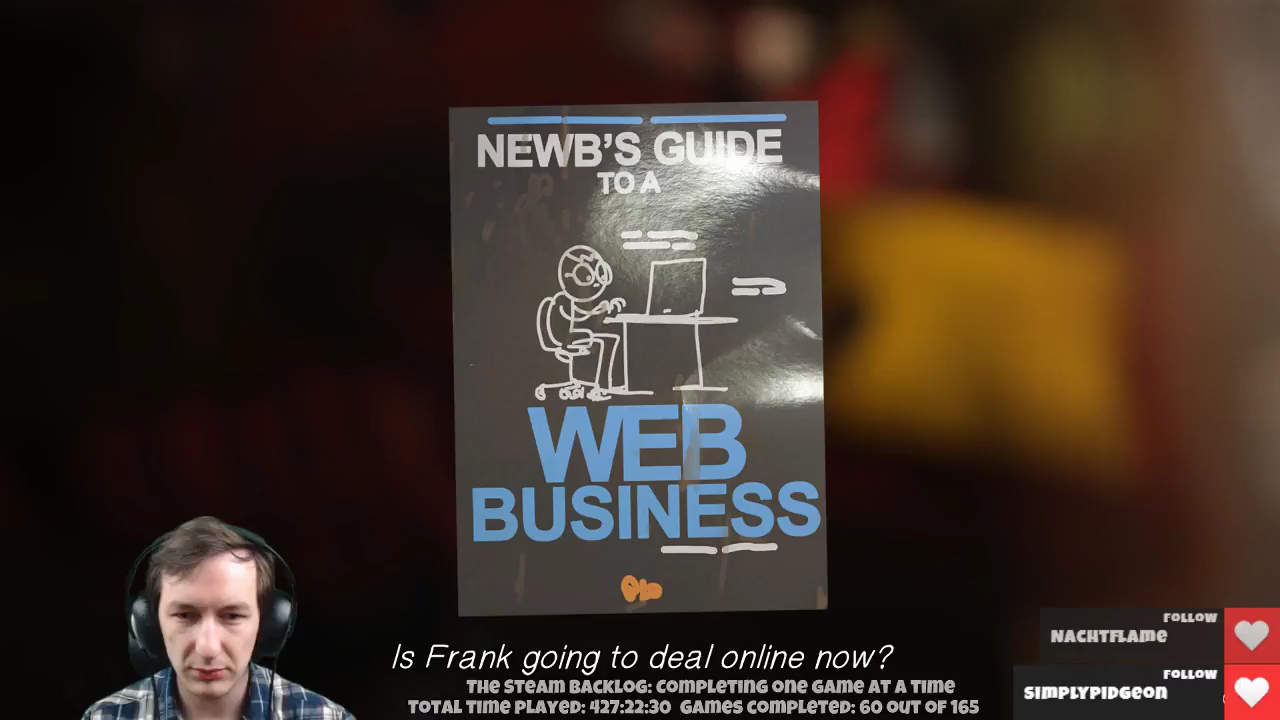 NEWB'S GUIDE
TO A
WEB
BUSINESS
Is Frank going to deal online now?
THE STEAM BACKLOG: COMPLETING ONE GAME AT A TIME
TOTAL TIME PLAYED: 427:22:30 GAMES COMPLETED: 60 OUT OF 165
FOLLOW
NACHTFLAME
FOLLOW
SIMPLYPIDGEON